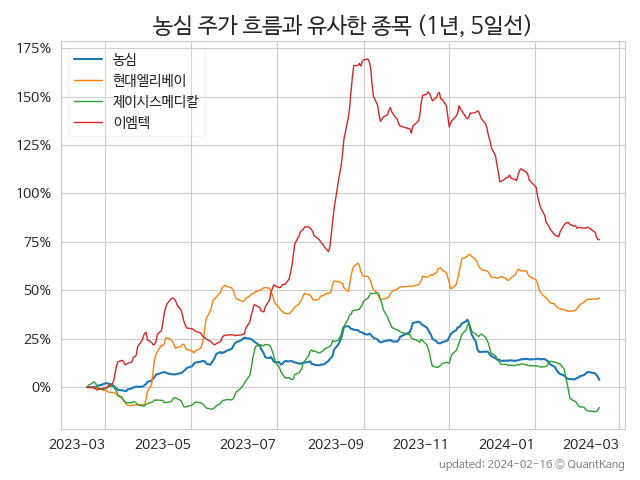 농심 주가 흐름과 유사한 종목 (1년, 5일선)
175%
150%
125%
100%
75%
50%
25%
0%
농심
현대엘리베이
제이시스메디칼
이엠텍
2023-03 2023-05 2023-07 2023-09 2023-11 2024-01 2024-03
updated: 2024-02-16 © QuantKang